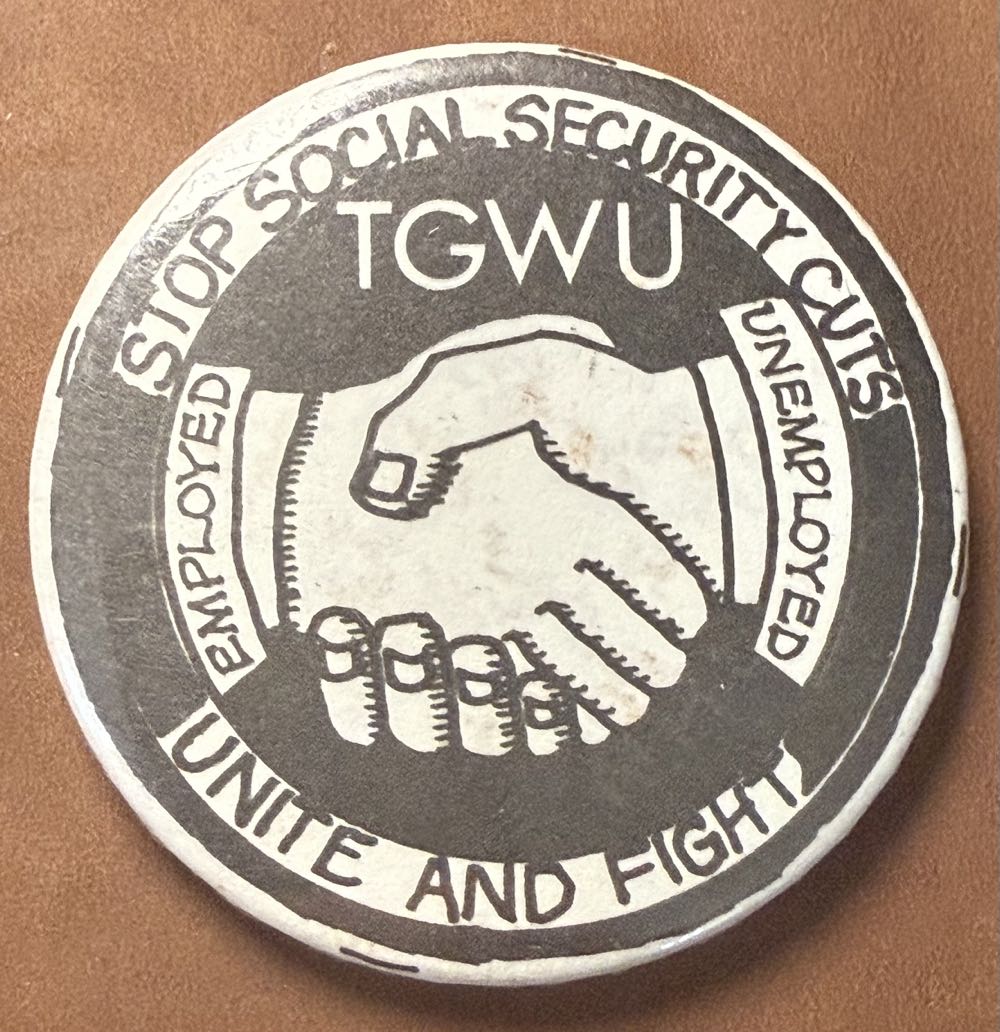 STOP SOCIAL SECURITY CUTS
TGWU
EMPLOYED
UNEMPLOYED
UNITE AND FIGHT